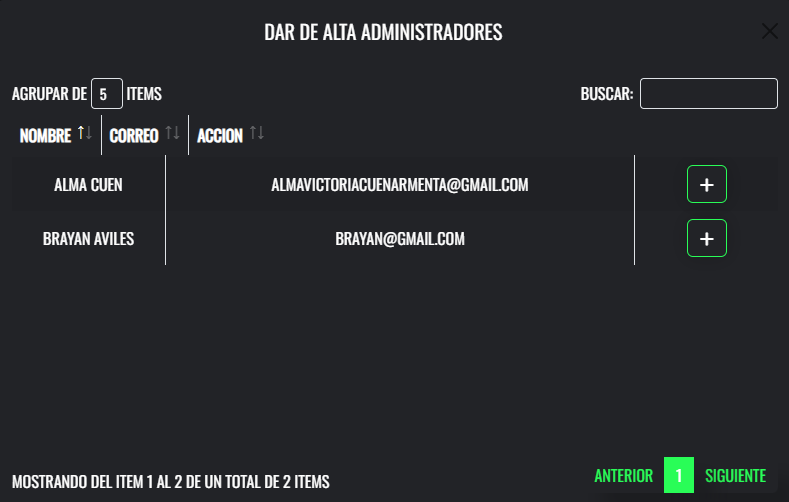 DAR DE ALTA ADMINISTRADORES
AGRUPAR DE 5 ITEMS BUSCAR:
NOMBRE CORREO ACCION
ALMA CUEN ALMAVICTORIACUENARMENTA@GMAIL.COM +
BRAYAN AVILES BRAYAN@GMAIL.COM +
MOSTRANDO DEL ITEM 1 AL 2 DE UN TOTAL DE 2 ITEMS ANTERIOR 1 SIGUIENTE